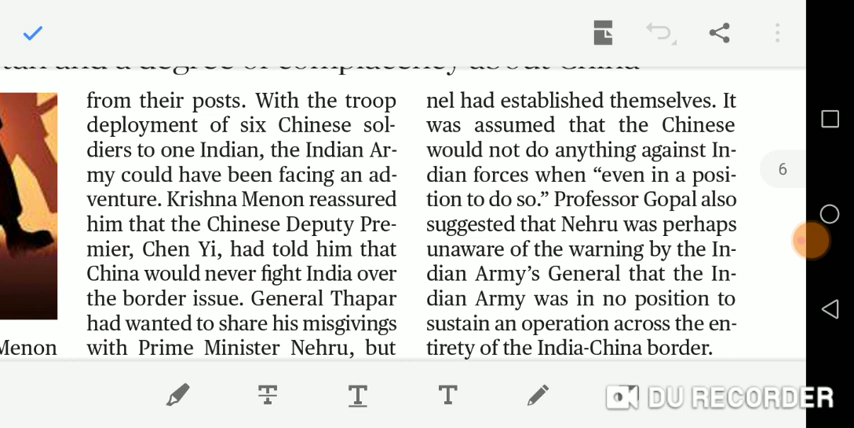 and a degree of complacency about China
from their posts. With the troop
deployment of six Chinese sol-
diers to one Indian, the Indian Ar-
my could have been facing an ad-
venture. Krishna Menon reassured
him that the Chinese Deputy Pre-
mier, Chen Yi, had told him that
China would never fight India over
the border issue. General Thapar
had wanted to share his misgivings
with Prime Minister Nehru, but
Menon
nel had established themselves. It
was assumed that the Chinese
would not do anything against In-
dian forces when “even in a posi-
tion to do so.” Professor Gopal also
suggested that Nehru was perhaps
unaware of the warning by the In-
dian Army’s General that the In-
dian Army was in no position to
sustain an operation across the en-
tirety of the India-China border.
6
T
T
T
DU RECORDER